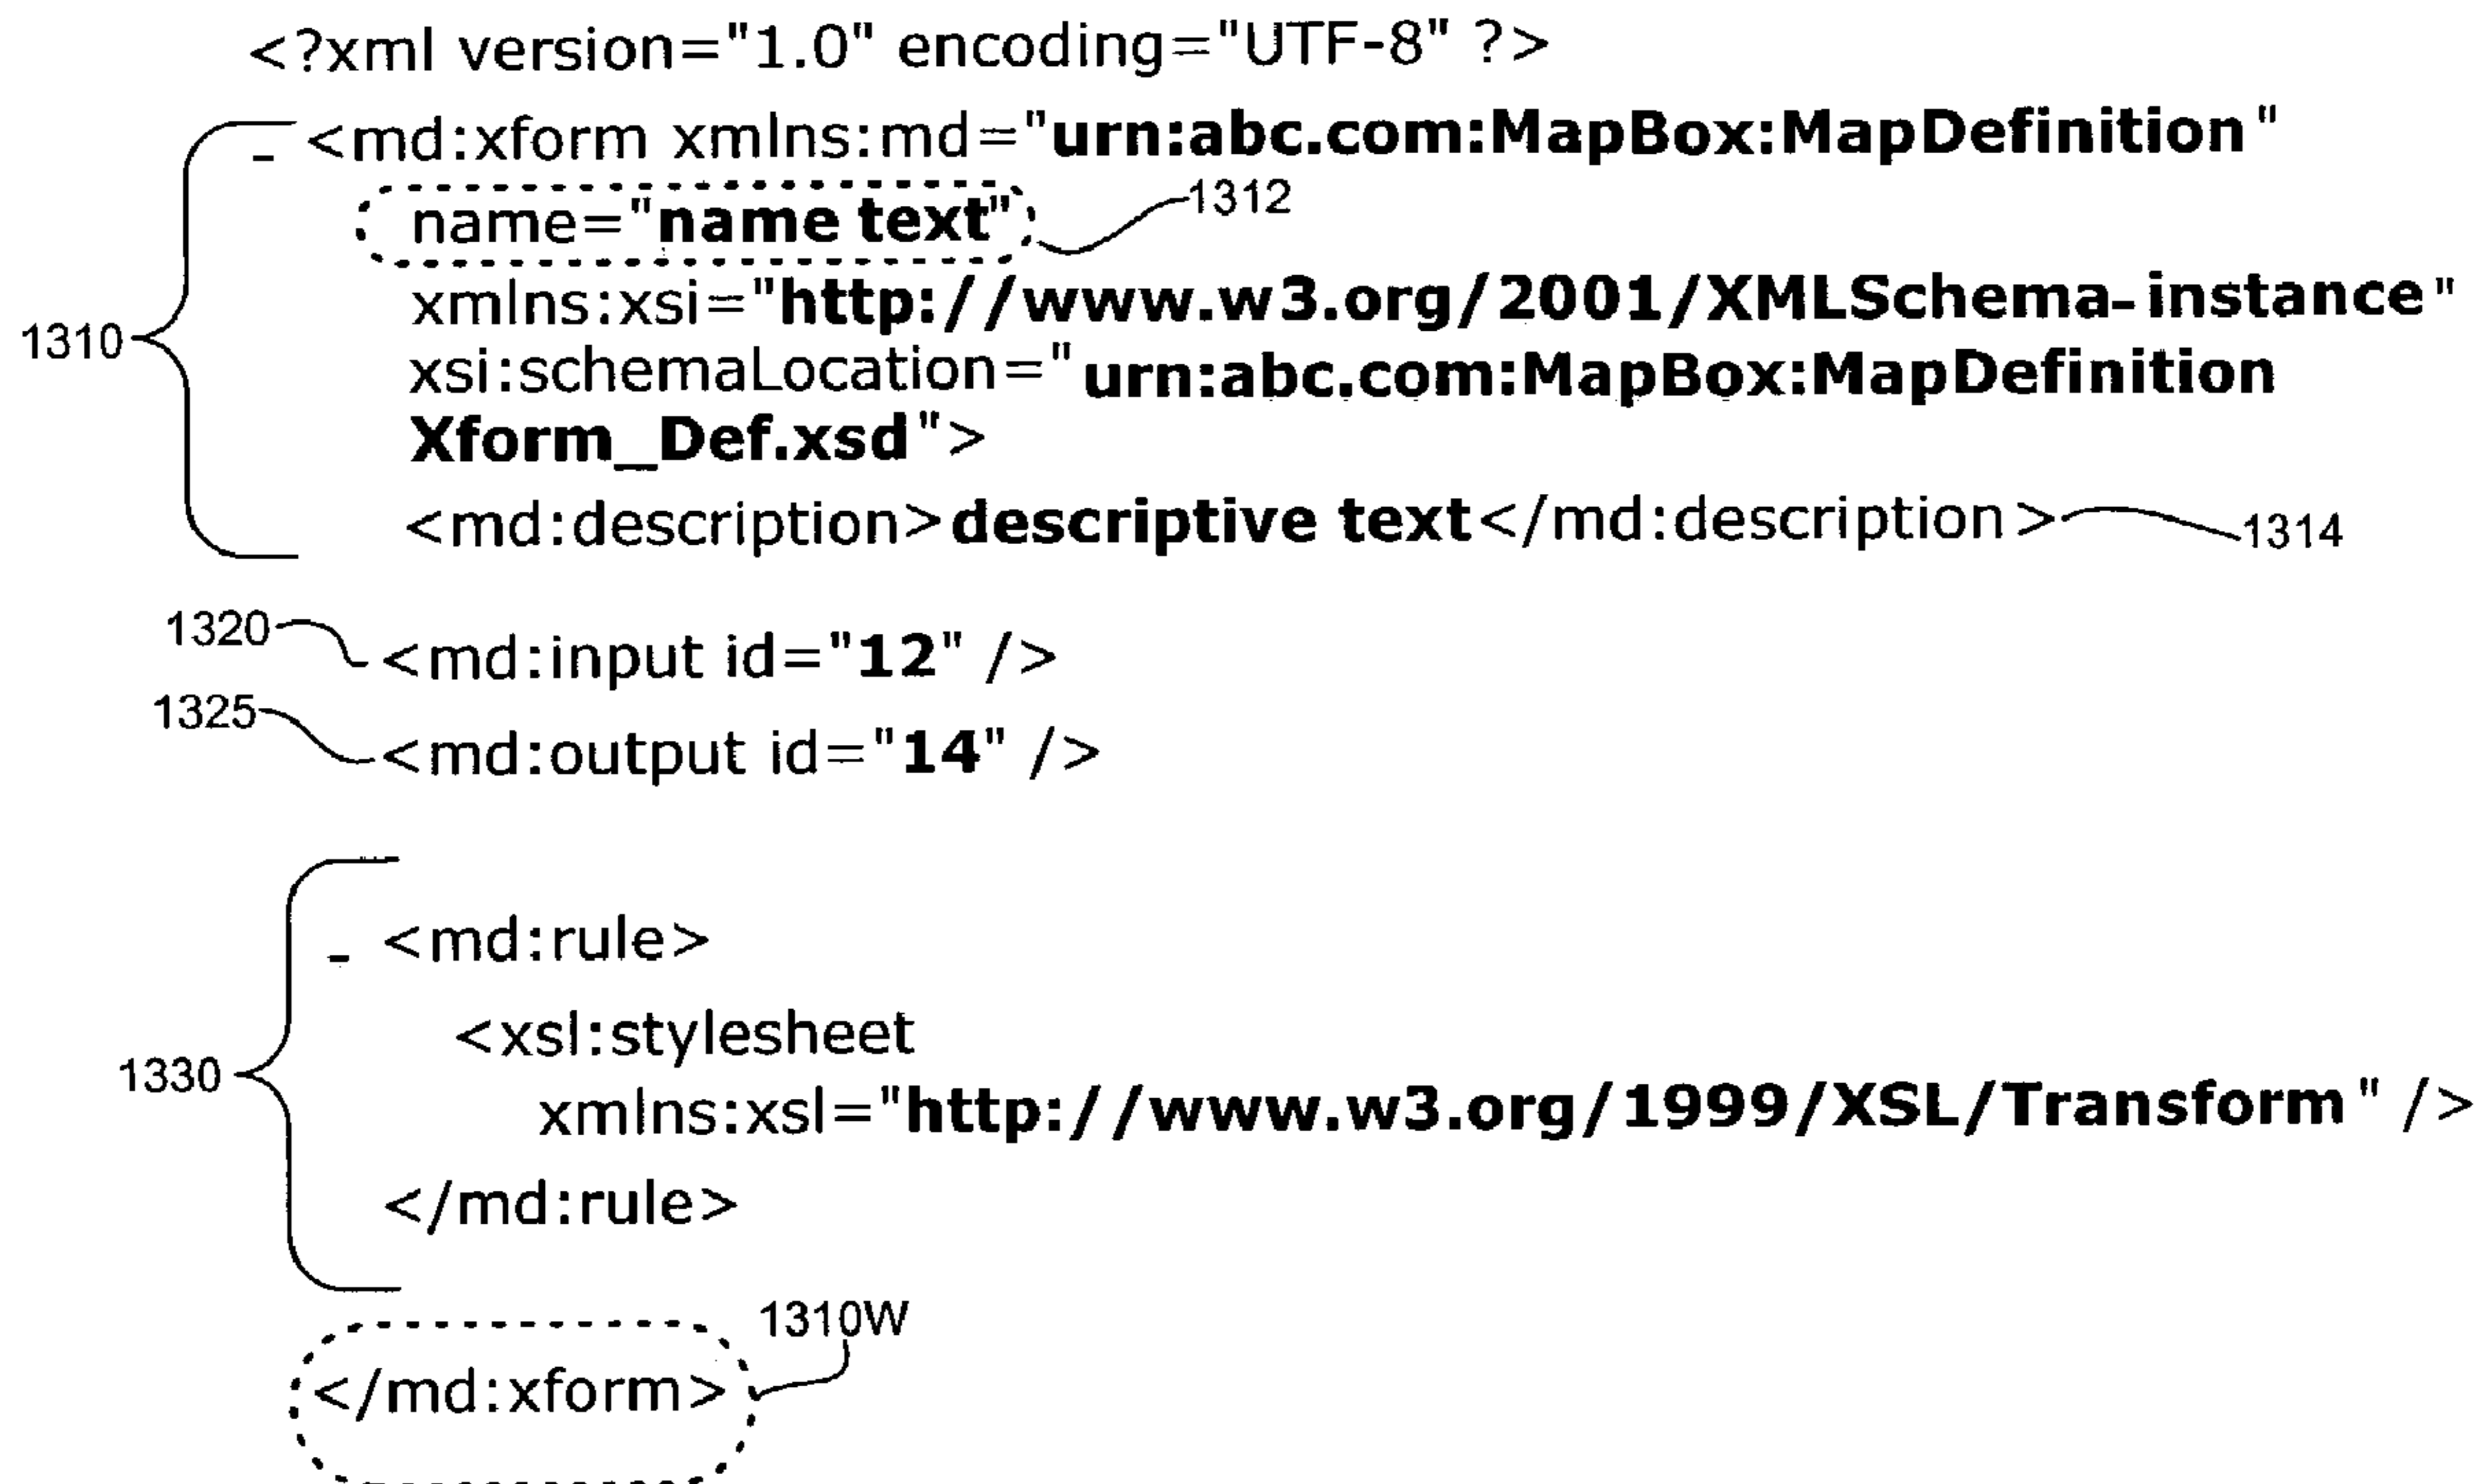 <?xml version="1.0" encoding="UTF-8" ?>
- <md:xform xmlns:md="urn:abc.com:MapBox:MapDefinition"
name="name text"
1312
xmlns:xsi="http://www.w3.org/2001/XMLSchema-instance"
1310
xsi:schemaLocation="urn:abc.com:MapBox:MapDefinition
Xform_Def.xsd">
<md:description>descriptive text</md:description>
1314
1320
<md:input id="12" />
1325
<md:output id="14" />
- <md:rule>
<xsl:stylesheet
1330
xmlns:xsl="http://www.w3.org/1999/XSL/Transform" />
</md:rule>
1310W
</md:xform>